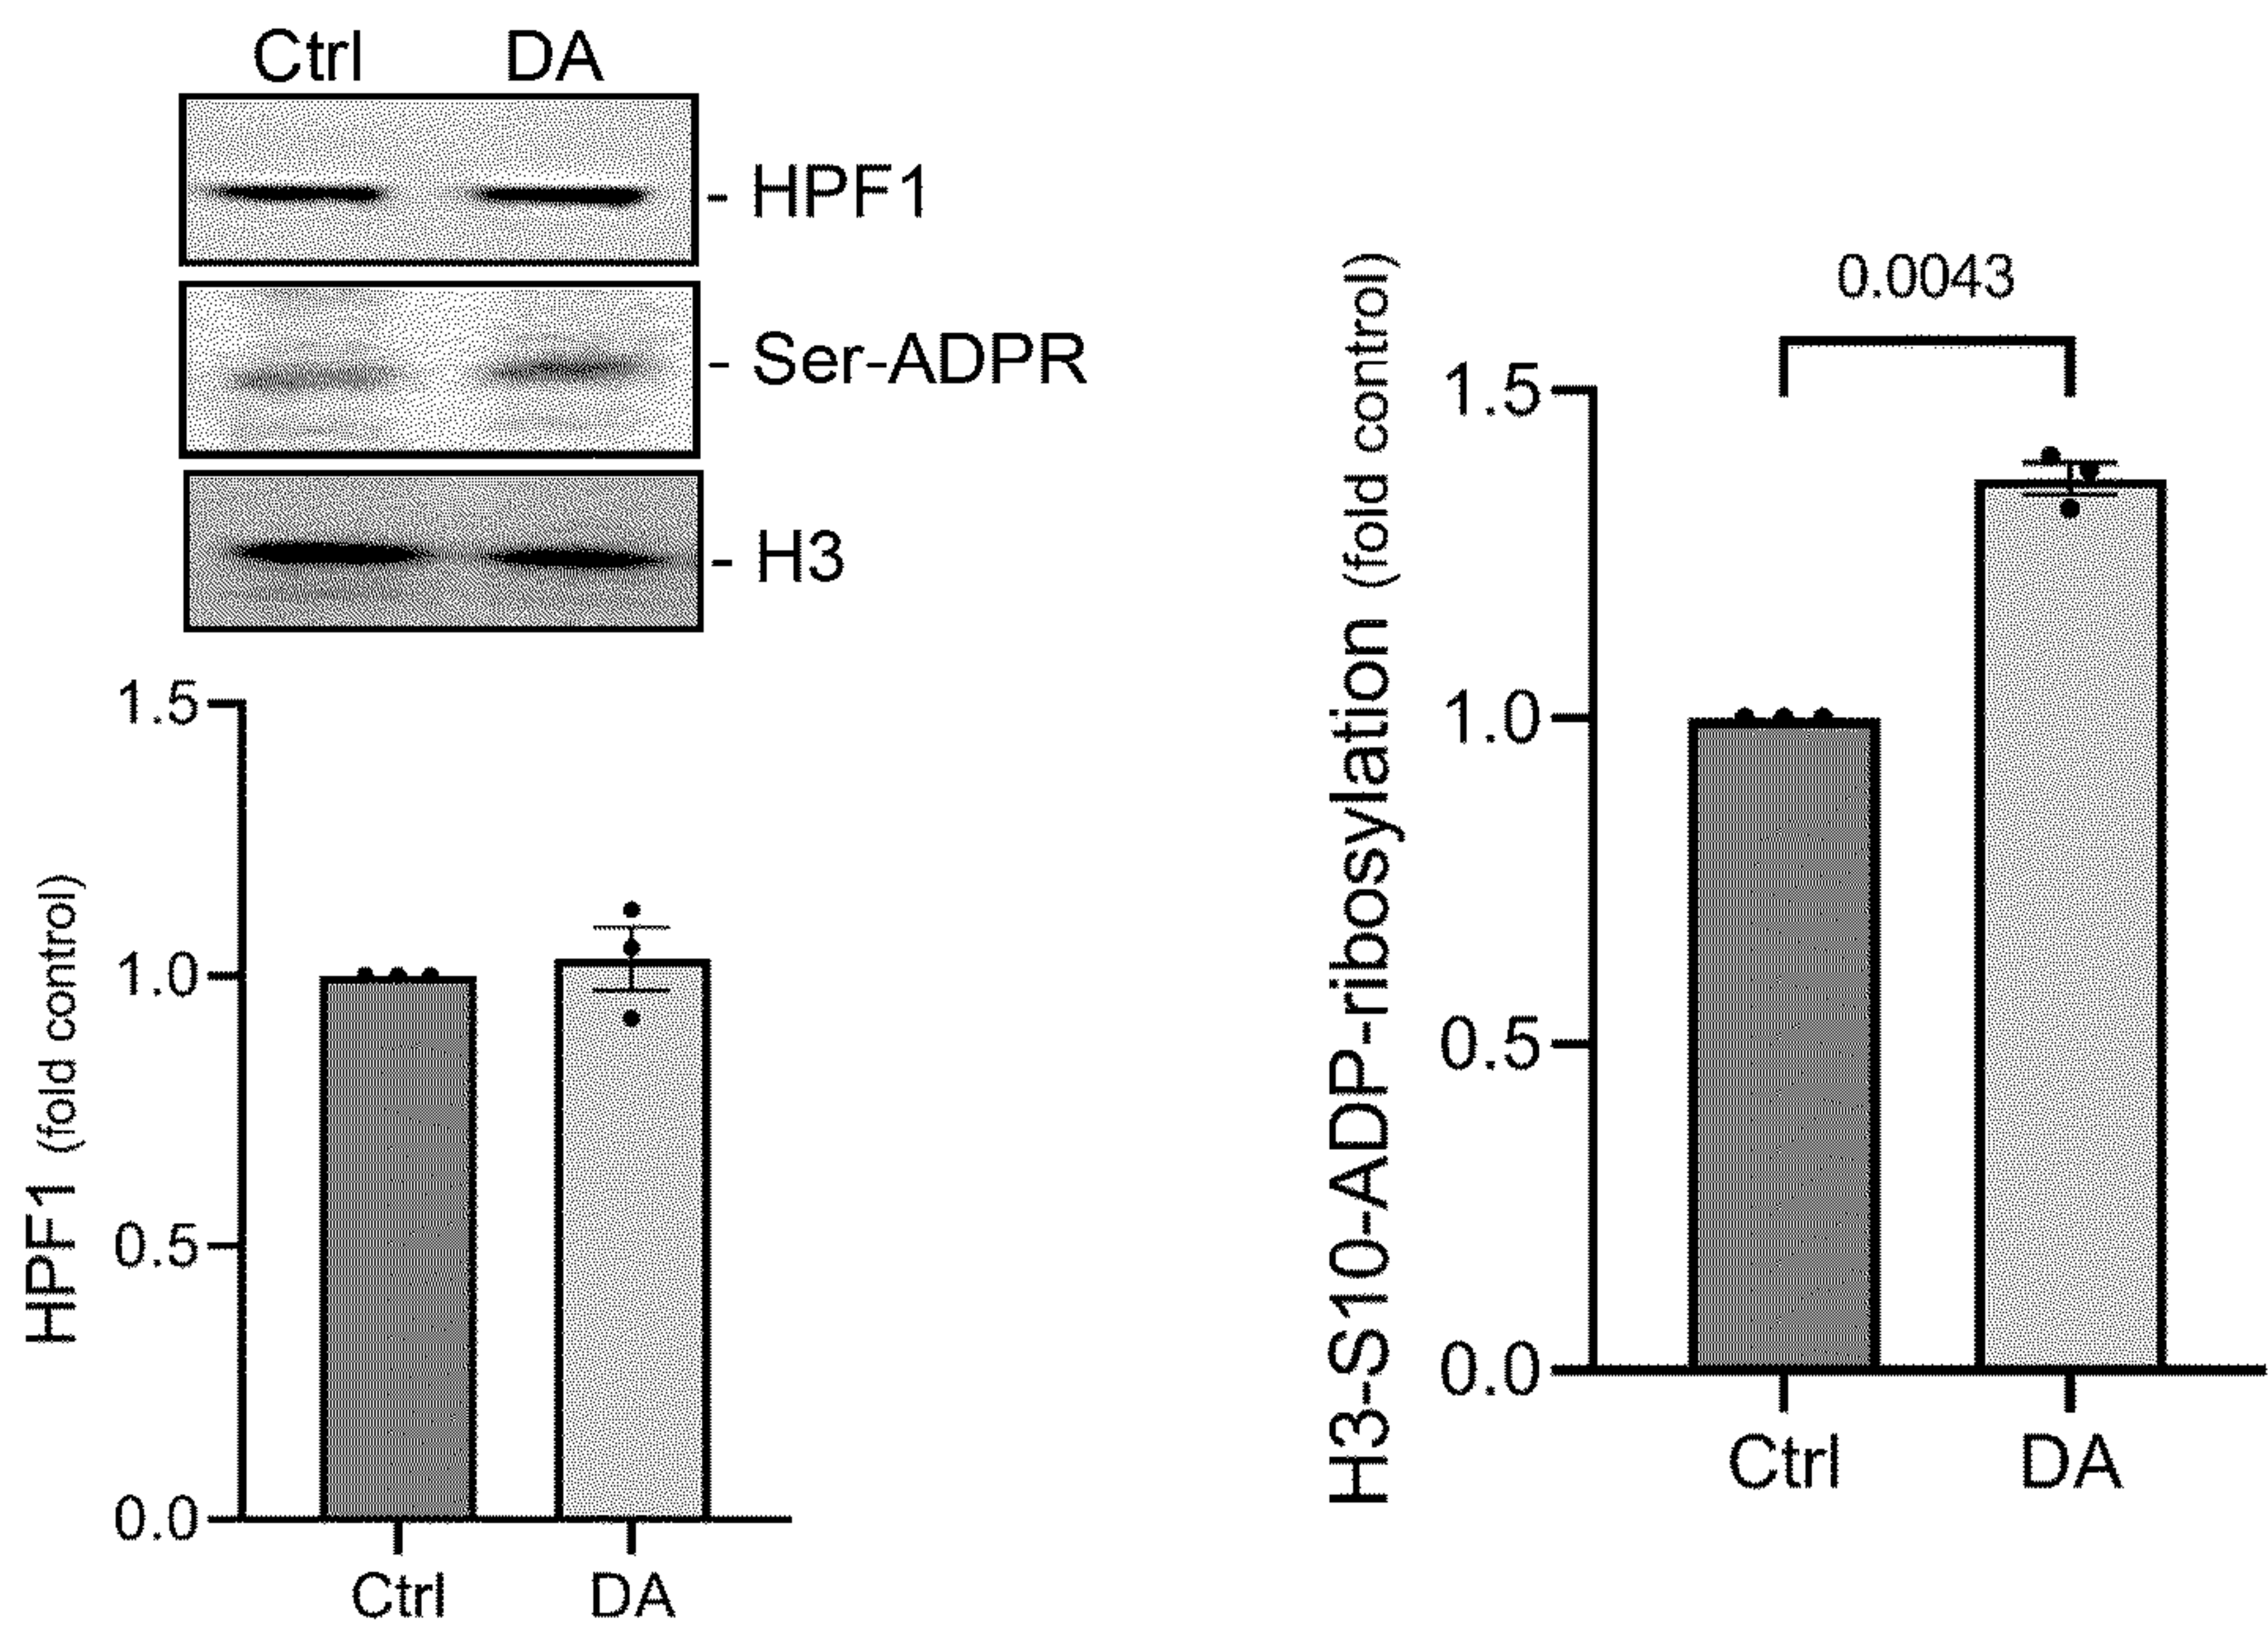 Ctrl DA
- HPF1
- Ser-ADPR
- H3
HPF1 (fold control)
1.5
1.0
0.5
0.0
Ctrl DA
H3-S10-ADP-ribosylation (fold control)
0.0043
1.5
1.0
0.5
0.0
Ctrl DA